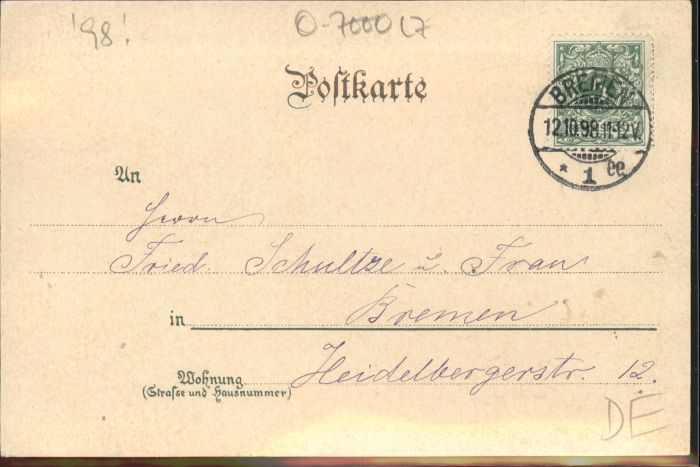 '98!
O-7000 L7
Postkarte
BREMEN
12.10.98.11-12V.
* 1 ee
An
Herrn
Fried. Schultze u. Frau
in Bremen
Wohnung Heidelbergerstr. 12.
(Strasse und Hausnummer)
DE